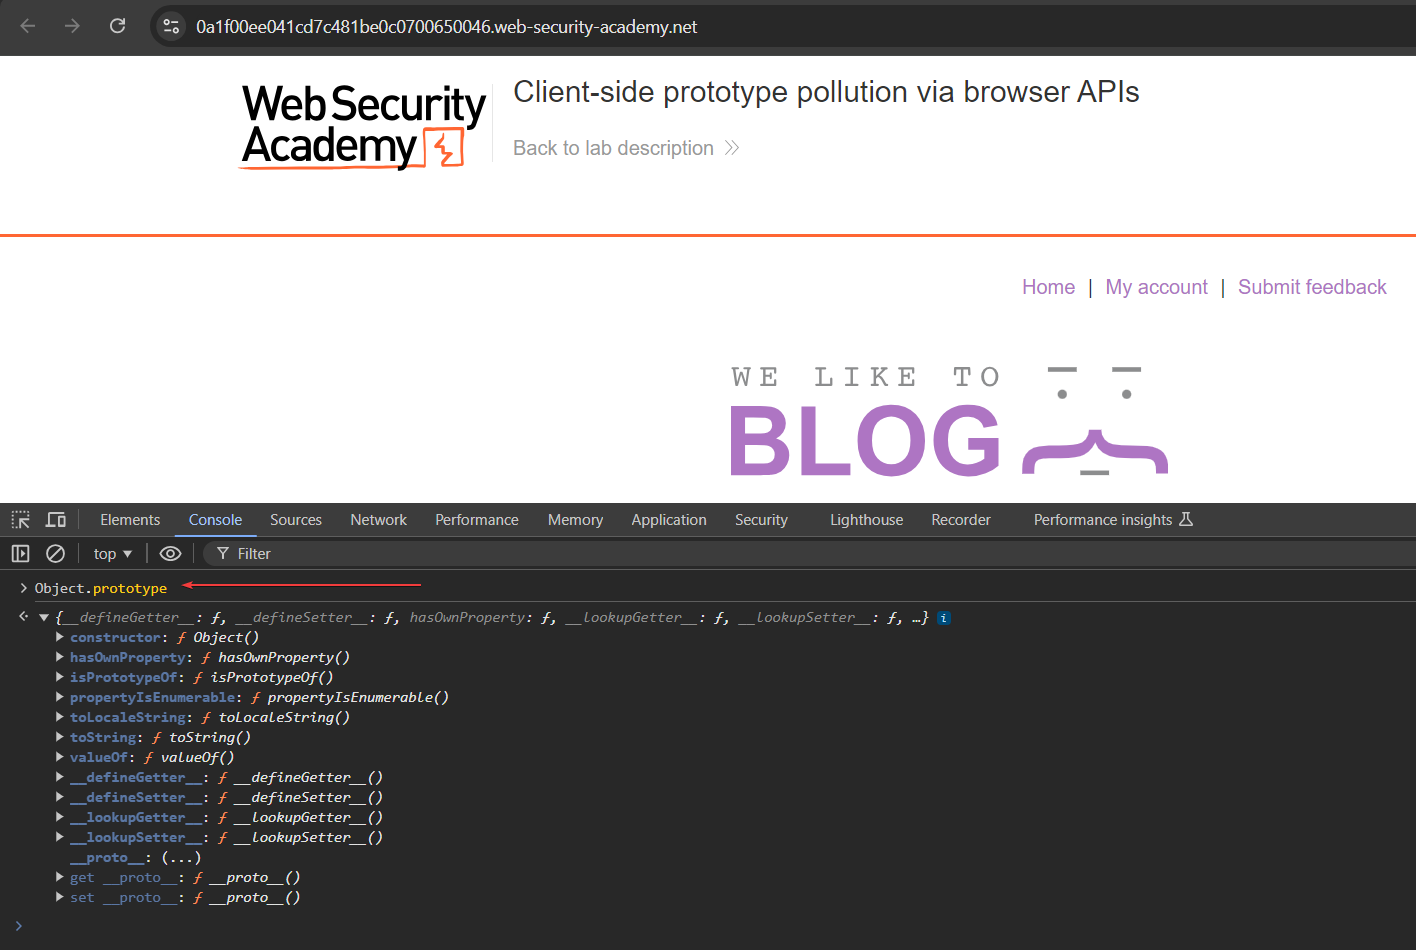 0a1f00ee041cd7c481be0c0700650046.web-security-academy.net
Web Security
Academy
Client-side prototype pollution via browser APIs
Back to lab description
Home | My account | Submit feedback
WE LIKE TO
BLOG
Elements Console Sources Network Performance Memory Application Security Lighthouse Recorder Performance insights
top ▼ Filter
> Object.prototype
{__defineGetter__: ƒ, __defineSetter__: ƒ, hasOwnProperty: ƒ, __lookupGetter__: ƒ, __lookupSetter__: ƒ, …} i
constructor: ƒ Object()
hasOwnProperty: ƒ hasOwnProperty()
isPrototypeOf: ƒ isPrototypeOf()
propertyIsEnumerable: ƒ propertyIsEnumerable()
toLocaleString: ƒ toLocaleString()
toString: ƒ toString()
valueOf: ƒ valueOf()
__defineGetter__: ƒ __defineGetter__()
__defineSetter__: ƒ __defineSetter__()
__lookupGetter__: ƒ __lookupGetter__()
__lookupSetter__: ƒ __lookupSetter__()
__proto__: (...)
get __proto__: ƒ __proto__()
set __proto__: ƒ __proto__()
>